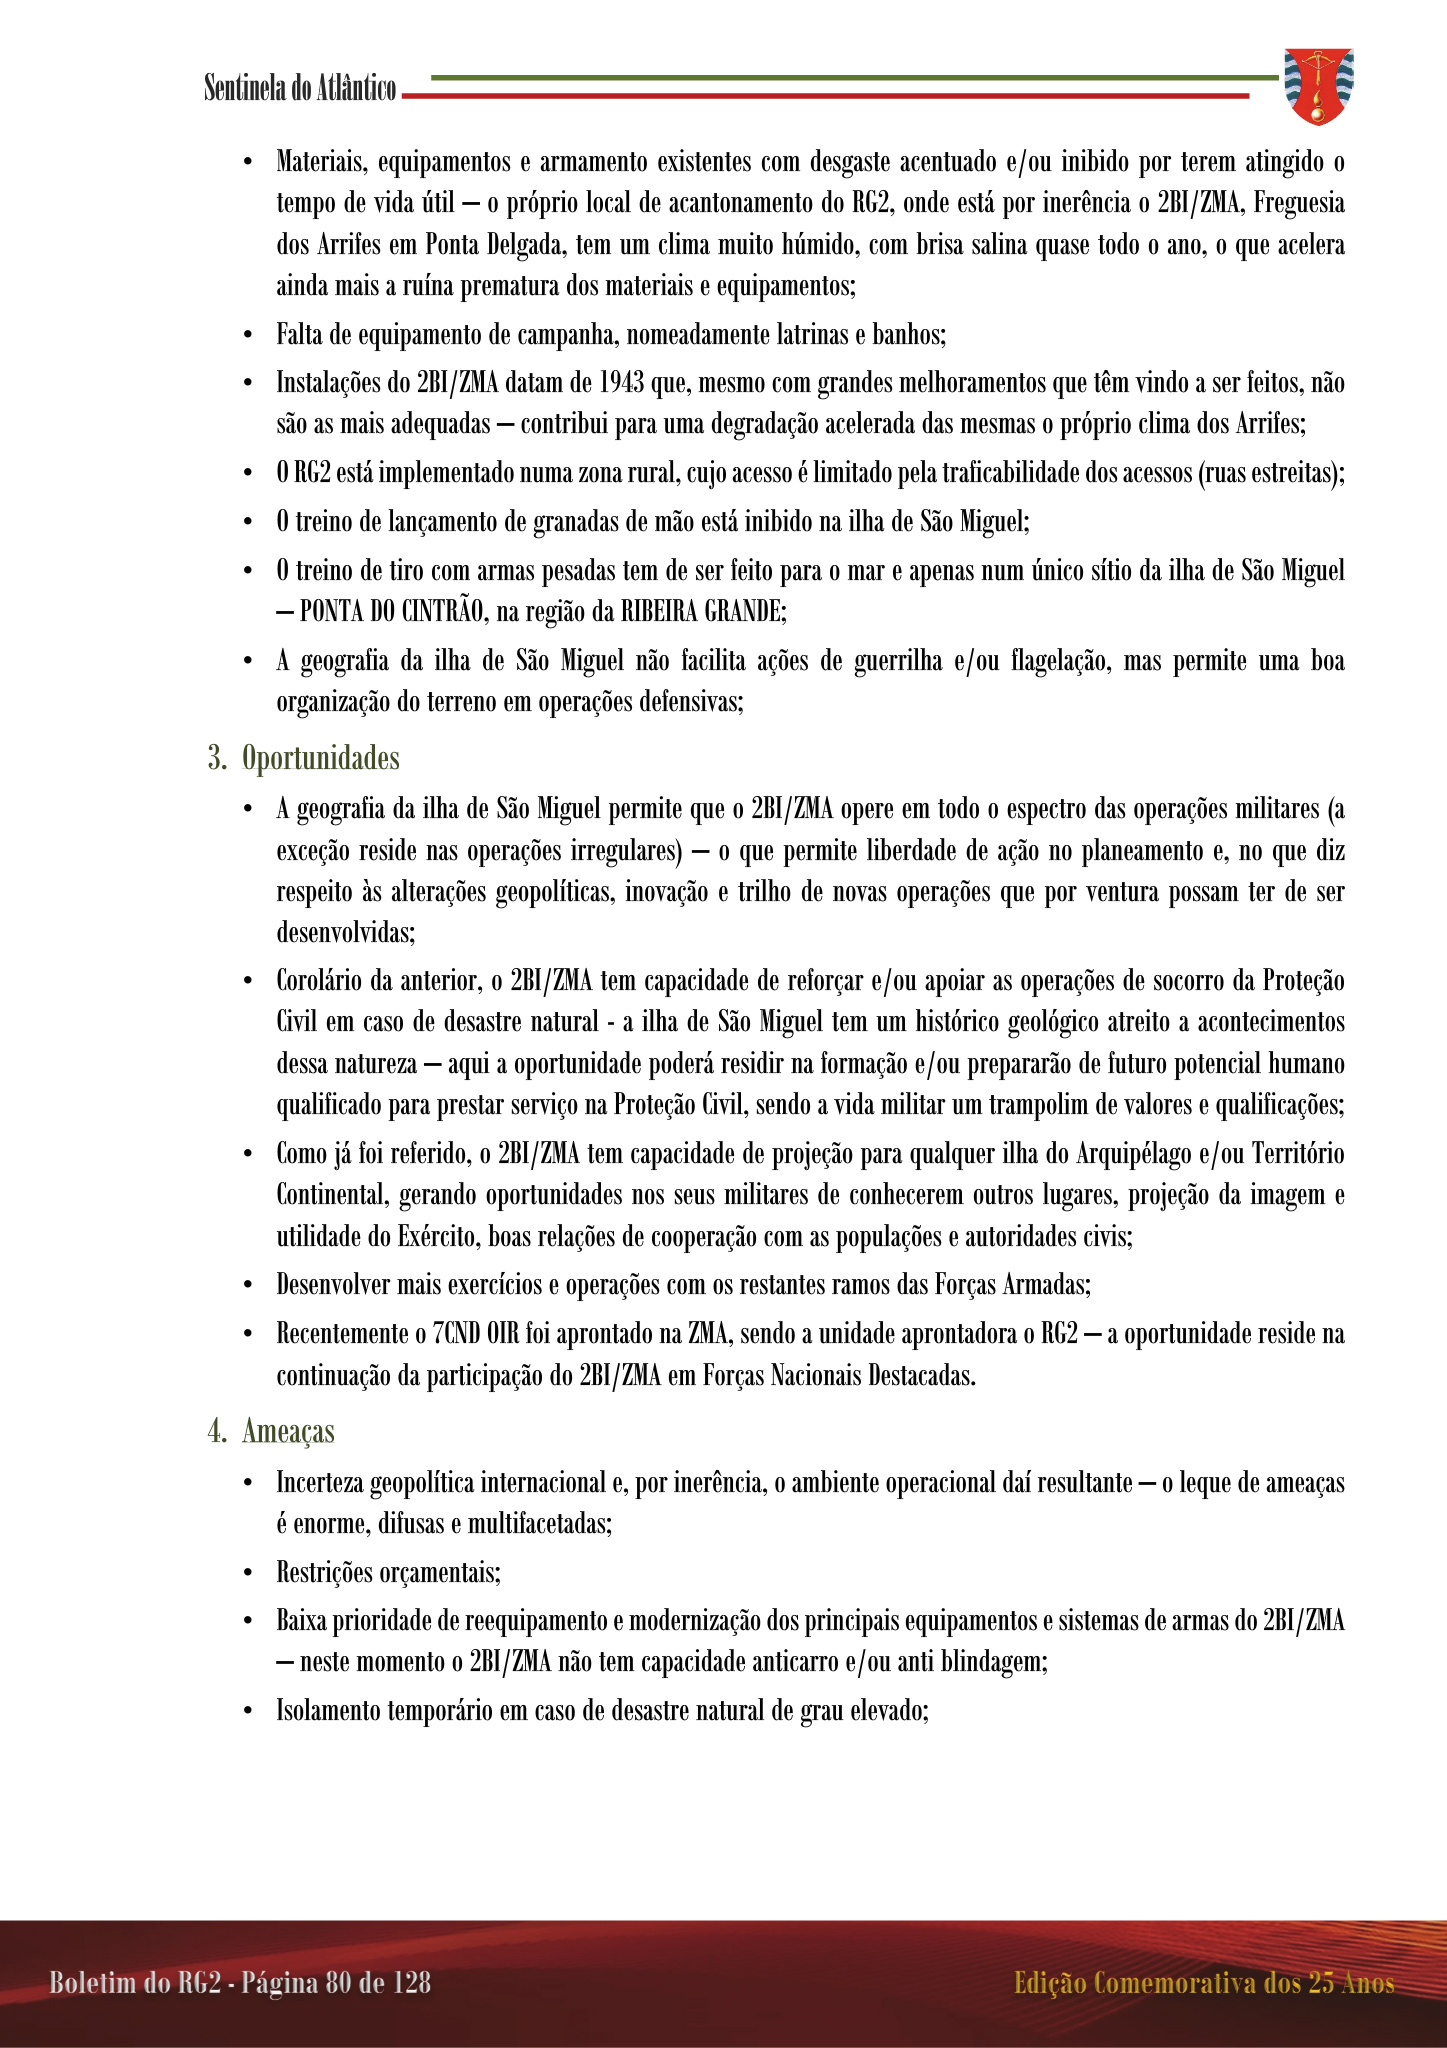 Sentinela do Atlântico
• Materiais, equipamentos e armamento existentes com desgaste acentuado e/ou inibido por terem atingido o
tempo de vida útil – o próprio local de acantonamento do RG2, onde está por inerência o 2BI/ZMA, Freguesia
dos Arrifes em Ponta Delgada, tem um clima muito húmido, com brisa salina quase todo o ano, o que acelera
ainda mais a ruína prematura dos materiais e equipamentos;
• Falta de equipamento de campanha, nomeadamente latrinas e banhos;
• Instalações do 2BI/ZMA datam de 1943 que, mesmo com grandes melhoramentos que têm vindo a ser feitos, não
são as mais adequadas – contribui para uma degradação acelerada das mesmas o próprio clima dos Arrifes;
• O RG2 está implementado numa zona rural, cujo acesso é limitado pela traficabilidade dos acessos (ruas estreitas);
• O treino de lançamento de granadas de mão está inibido na ilha de São Miguel;
• O treino de tiro com armas pesadas tem de ser feito para o mar e apenas num único sítio da ilha de São Miguel
– PONTA DO CINTRÃO, na região da RIBEIRA GRANDE;
• A geografia da ilha de São Miguel não facilita ações de guerrilha e/ou flagelação, mas permite uma boa
organização do terreno em operações defensivas;
3. Oportunidades
• A geografia da ilha de São Miguel permite que o 2BI/ZMA opere em todo o espectro das operações militares (a
exceção reside nas operações irregulares) – o que permite liberdade de ação no planeamento e, no que diz
respeito às alterações geopolíticas, inovação e trilho de novas operações que por ventura possam ter de ser
desenvolvidas;
• Corolário da anterior, o 2BI/ZMA tem capacidade de reforçar e/ou apoiar as operações de socorro da Proteção
Civil em caso de desastre natural - a ilha de São Miguel tem um histórico geológico atreito a acontecimentos
dessa natureza – aqui a oportunidade poderá residir na formação e/ou prepararão de futuro potencial humano
qualificado para prestar serviço na Proteção Civil, sendo a vida militar um trampolim de valores e qualificações;
• Como já foi referido, o 2BI/ZMA tem capacidade de projeção para qualquer ilha do Arquipélago e/ou Território
Continental, gerando oportunidades nos seus militares de conhecerem outros lugares, projeção da imagem e
utilidade do Exército, boas relações de cooperação com as populações e autoridades civis;
• Desenvolver mais exercícios e operações com os restantes ramos das Forças Armadas;
• Recentemente o 7CND OIR foi aprontado na ZMA, sendo a unidade aprontadora o RG2 – a oportunidade reside na
continuação da participação do 2BI/ZMA em Forças Nacionais Destacadas.
4. Ameaças
• Incerteza geopolítica internacional e, por inerência, o ambiente operacional daí resultante – o leque de ameaças
é enorme, difusas e multifacetadas;
• Restrições orçamentais;
• Baixa prioridade de reequipamento e modernização dos principais equipamentos e sistemas de armas do 2BI/ZMA
– neste momento o 2BI/ZMA não tem capacidade anticarro e/ou anti blindagem;
• Isolamento temporário em caso de desastre natural de grau elevado;
Boletim do RG2 - Página 80 de 128
Edição Comemorativa dos 25 Anos